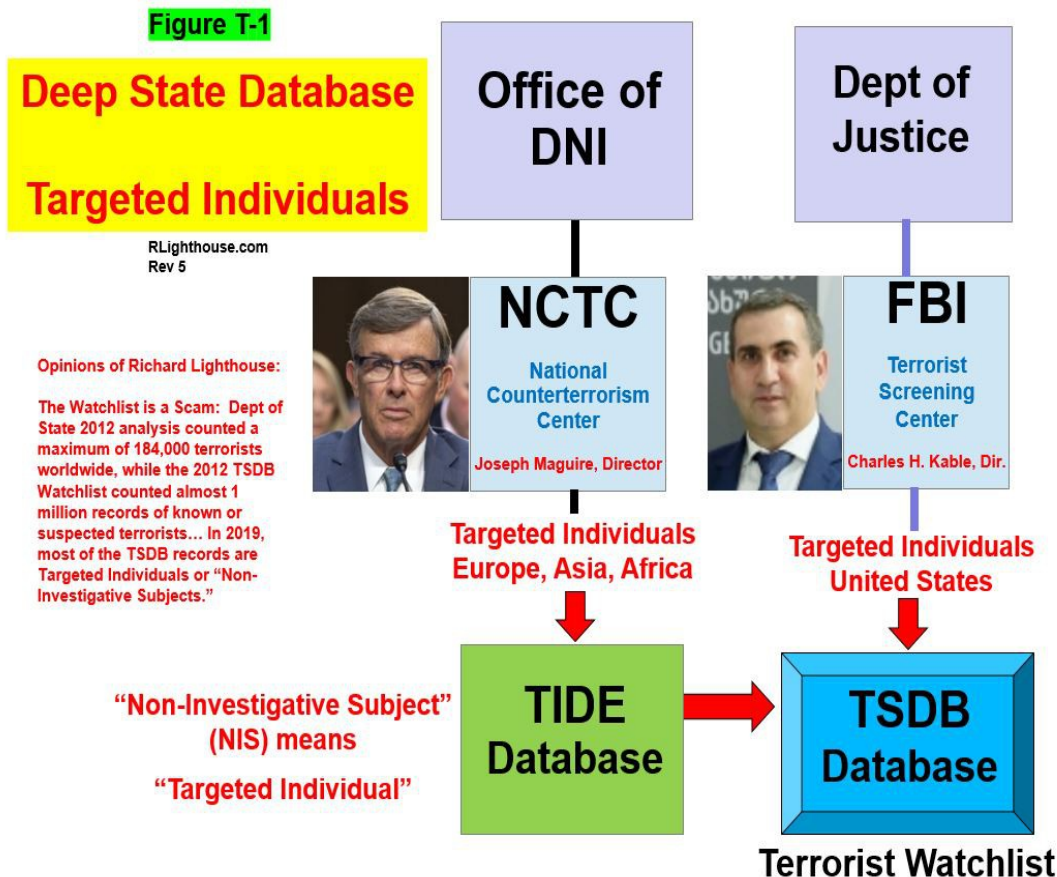 Figure T-1
Deep State Database
Targeted Individuals
RLighthouse.com
Rev 5
Opinions of Richard Lighthouse:
The Watchlist is a Scam: Dept of
State 2012 analysis counted a
maximum of 184,000 terrorists
worldwide, while the 2012 TSDB
Watchlist counted almost 1
million records of known or
suspected terrorists... In 2019,
most of the TSDB records are
Targeted Individuals or “Non-
Investigative Subjects.”
Office of
DNI
Dept of
Justice
NCTC
National
Counterterrorism
Center
Joseph Maguire, Director
FBI
Terrorist
Screening
Center
Charles H. Kable, Dir.
Targeted Individuals
Europe, Asia, Africa
Targeted Individuals
United States
“Non-Investigative Subject”
(NIS) means
“Targeted Individual”
TIDE
Database
TSDB
Database
Terrorist Watchlist